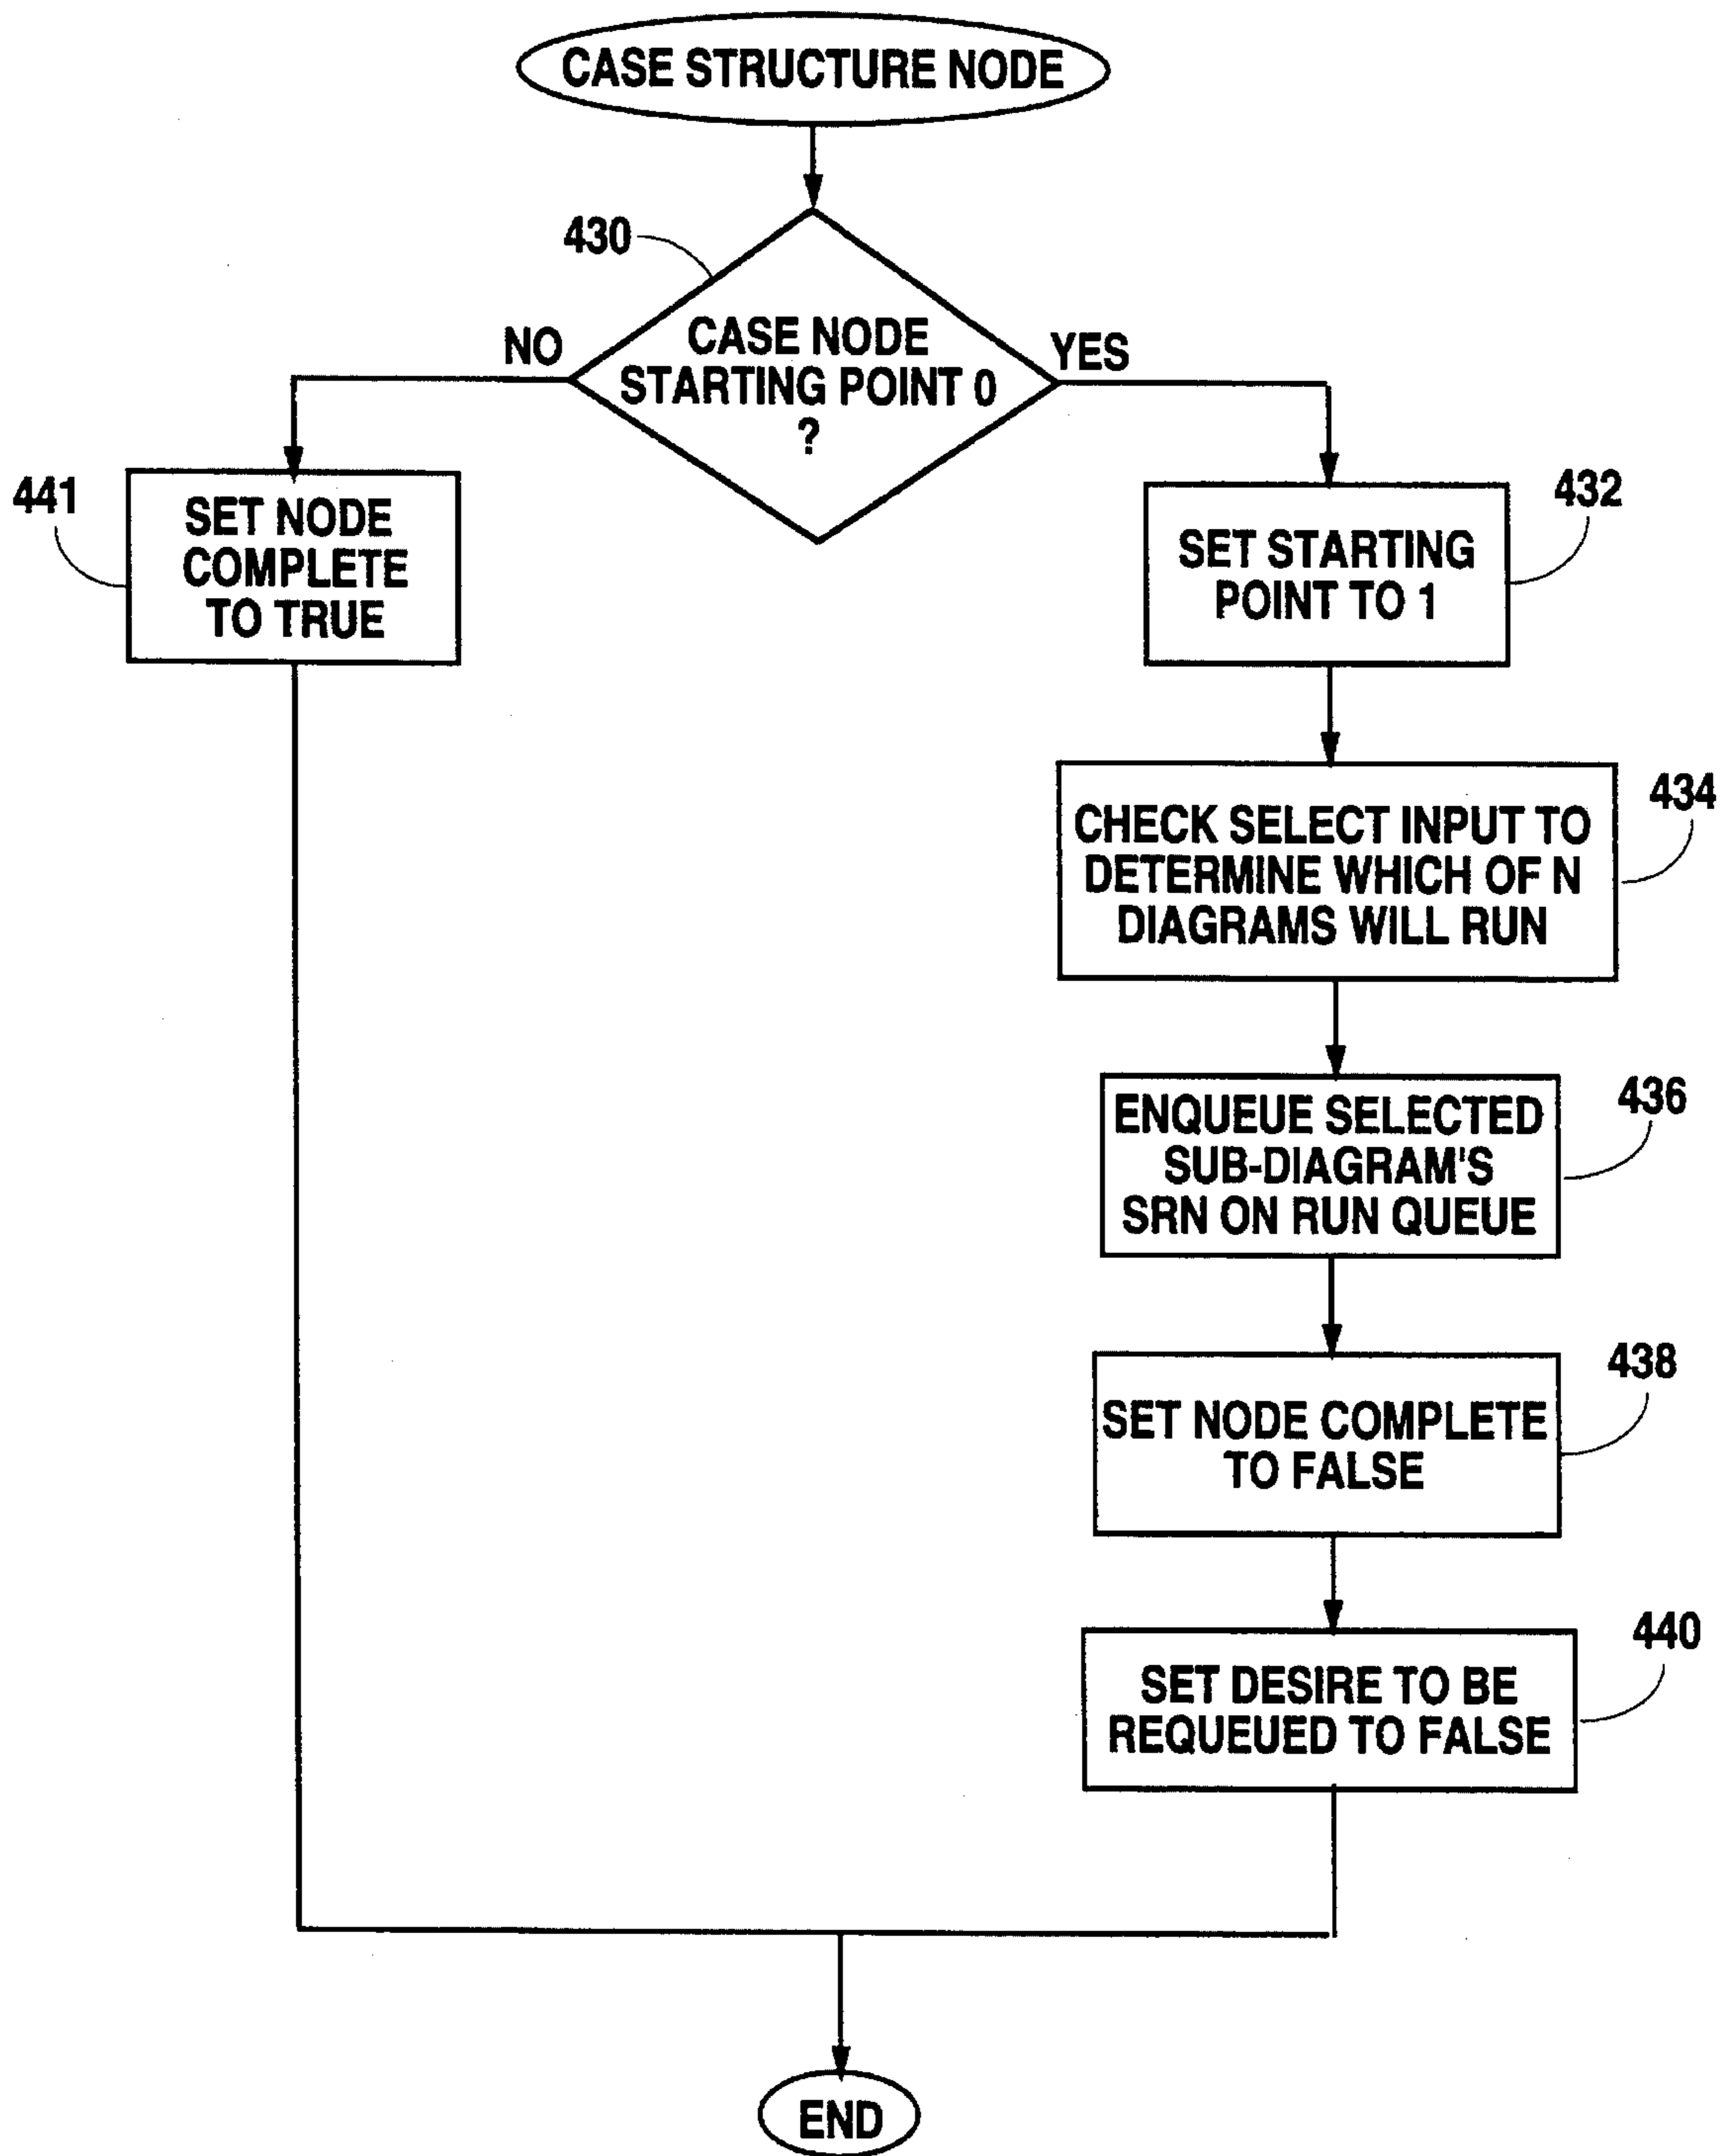 CASE STRUCTURE NODE
430
NO
CASE NODE
STARTING POINT 0
?
YES
441
SET NODE
COMPLETE
TO TRUE
432
SET STARTING
POINT TO 1
434
CHECK SELECT INPUT TO
DETERMINE WHICH OF N
DIAGRAMS WILL RUN
436
ENQUEUE SELECTED
SUB-DIAGRAM'S
SRN ON RUN QUEUE
438
SET NODE COMPLETE
TO FALSE
440
SET DESIRE TO BE
REQUEUED TO FALSE
END